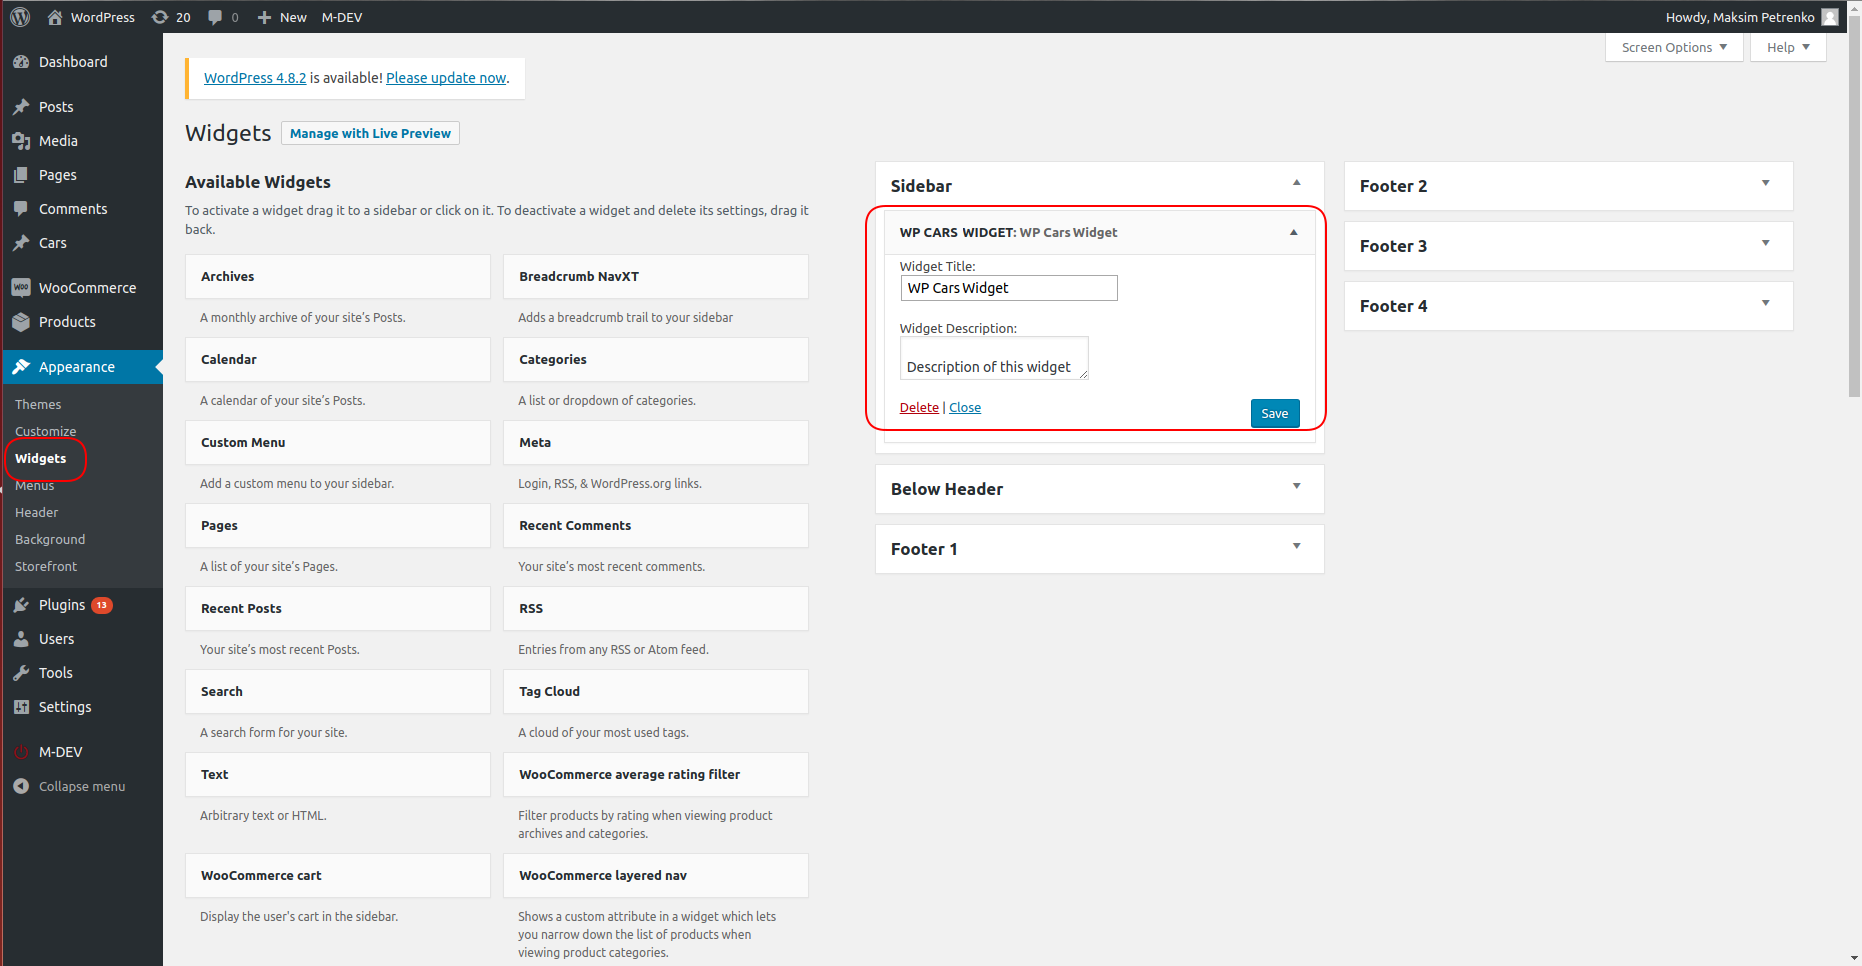 WordPress 20 0 New M-DEV Howdy, Maksim Petrenko
Screen Options Help
Dashboard
Posts
Media
Pages
Comments
Cars
WooCommerce
Products
Appearance
Themes
Customize
Widgets
Menus
Header
Background
Storefront
Plugins 13
Users
Tools
Settings
M-DEV
Collapse menu
WordPress 4.8.2 is available! Please update now.
Widgets Manage with Live Preview
Available Widgets
To activate a widget drag it to a sidebar or click on it. To deactivate a widget and delete its settings, drag it
back.
Archives
A monthly archive of your site's Posts.
Breadcrumb NavXT
Adds a breadcrumb trail to your sidebar
Calendar
A calendar of your site's Posts.
Categories
A list or dropdown of categories.
Custom Menu
Add a custom menu to your sidebar.
Meta
Login, RSS, & WordPress.org links.
Pages
A list of your site's Pages.
Recent Comments
Your site's most recent comments.
Recent Posts
Your site's most recent Posts.
RSS
Entries from any RSS or Atom feed.
Search
A search form for your site.
Tag Cloud
A cloud of your most used tags.
Text
Arbitrary text or HTML.
WooCommerce average rating filter
Filter products by rating when viewing product
archives and categories.
WooCommerce cart
Display the user's cart in the sidebar.
WooCommerce layered nav
Shows a custom attribute in a widget which lets
you narrow down the list of products when
viewing product categories.
Sidebar
WP CARS WIDGET: WP Cars Widget
Widget Title:
WP Cars Widget
Widget Description:
Description of this widget
Delete | Close
Save
Below Header
Footer 1
Footer 2
Footer 3
Footer 4